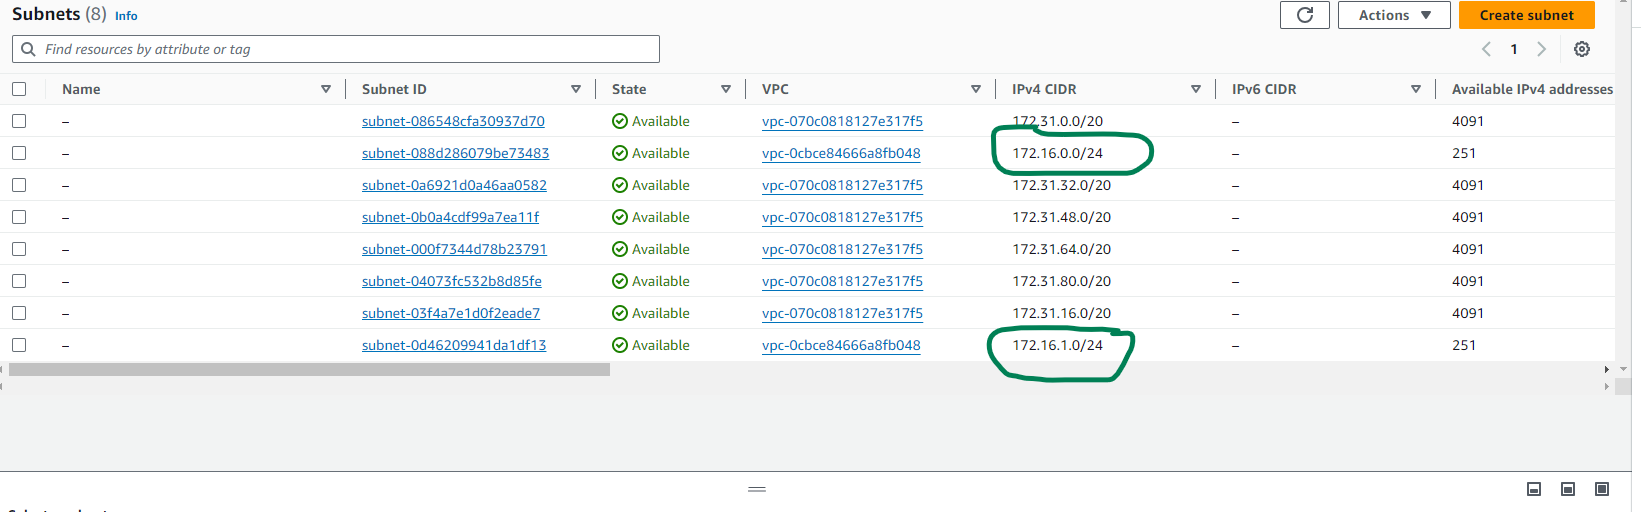 Subnets (8) Info
Actions
Create subnet
Find resources by attribute or tag
1
Name Subnet ID State VPC IPv4 CIDR IPv6 CIDR Available IPv4 addresses
– subnet-086548cfa30937d70 Available vpc-070c0818127e317f5 172.31.0.0/20 – 4091
– subnet-088d286079be73483 Available vpc-0cbce84666a8fb048 172.16.0.0/24 – 251
– subnet-0a6921d0a46aa0582 Available vpc-070c0818127e317f5 172.31.32.0/20 – 4091
– subnet-0b0a4cdf99a7ea11f Available vpc-070c0818127e317f5 172.31.48.0/20 – 4091
– subnet-000f7344d78b23791 Available vpc-070c0818127e317f5 172.31.64.0/20 – 4091
– subnet-04073fc532b8d85fe Available vpc-070c0818127e317f5 172.31.80.0/20 – 4091
– subnet-03f4a7e1d0f2eade7 Available vpc-070c0818127e317f5 172.31.16.0/20 – 4091
– subnet-0d46209941da1df13 Available vpc-0cbce84666a8fb048 172.16.1.0/24 – 251